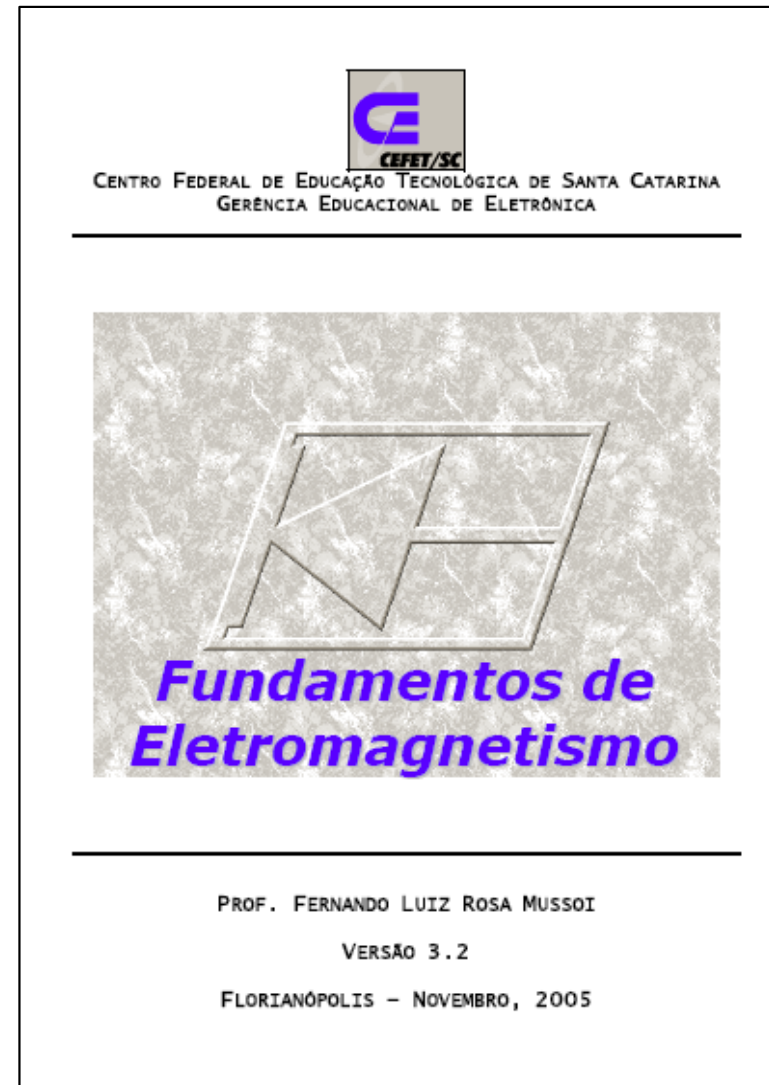 CEFET/SC
CENTRO FEDERAL DE EDUCAÇÃO TECNOLÓGICA DE SANTA CATARINA
GERÊNCIA EDUCACIONAL DE ELETRÔNICA
Fundamentos de
Eletromagnetismo
PROF. FERNANDO LUIZ ROSA MUSSOI
VERSÃO 3.2
FLORIANÓPOLIS – NOVEMBRO, 2005